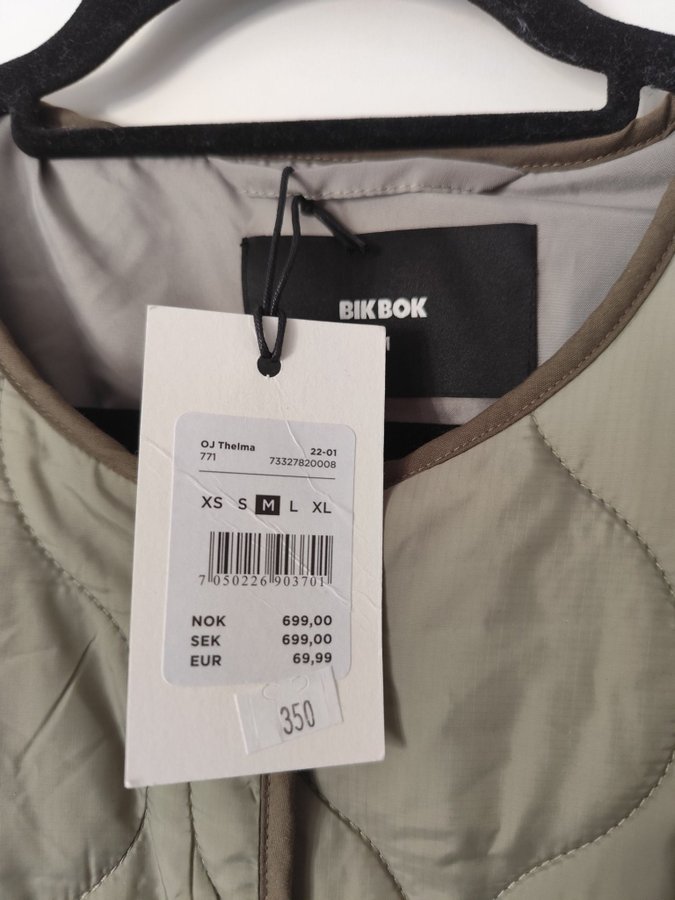 BIKBOK
OJ Thelma 22-01
771 73327820008
XS S M L XL
7 050226 903701
NOK 699,00
SEK 699,00
EUR 69,99
350